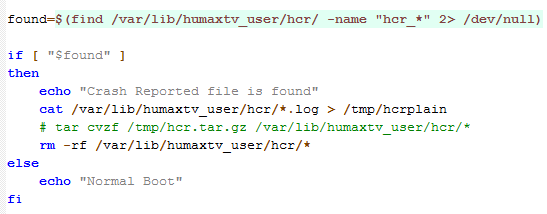 found=$(find /var/lib/humaxtv_user/hcr/ -name "hcr_*" 2> /dev/null)
if [ "$found" ]
then
echo "Crash Reported file is found"
cat /var/lib/humaxtv_user/hcr/*.log > /tmp/hcrplain
# tar cvzf /tmp/hcr.tar.gz /var/lib/humaxtv_user/hcr/*
rm -rf /var/lib/humaxtv_user/hcr/*
else
echo "Normal Boot"
fi